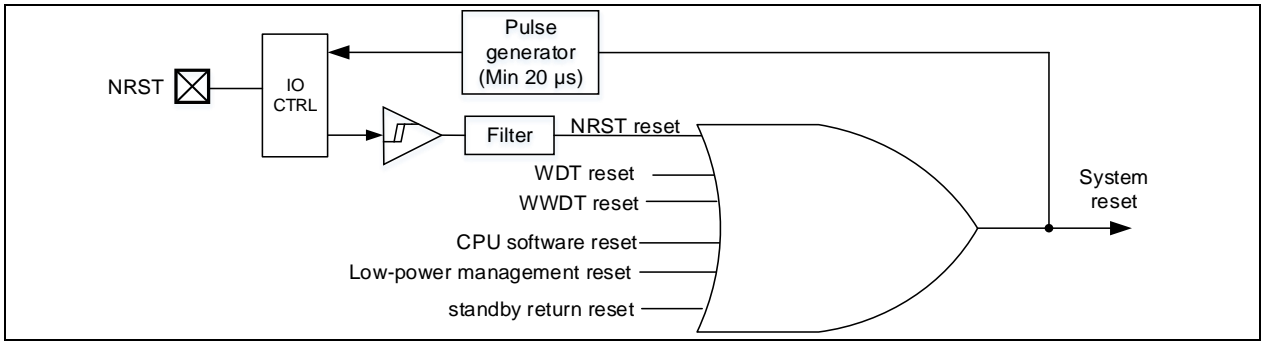 Pulse
generator
(Min 20 µs)
NRST
IO
CTRL
Filter
NRST reset
WDT reset
WWDT reset
CPU software reset
Low-power management reset
standby return reset
System
reset